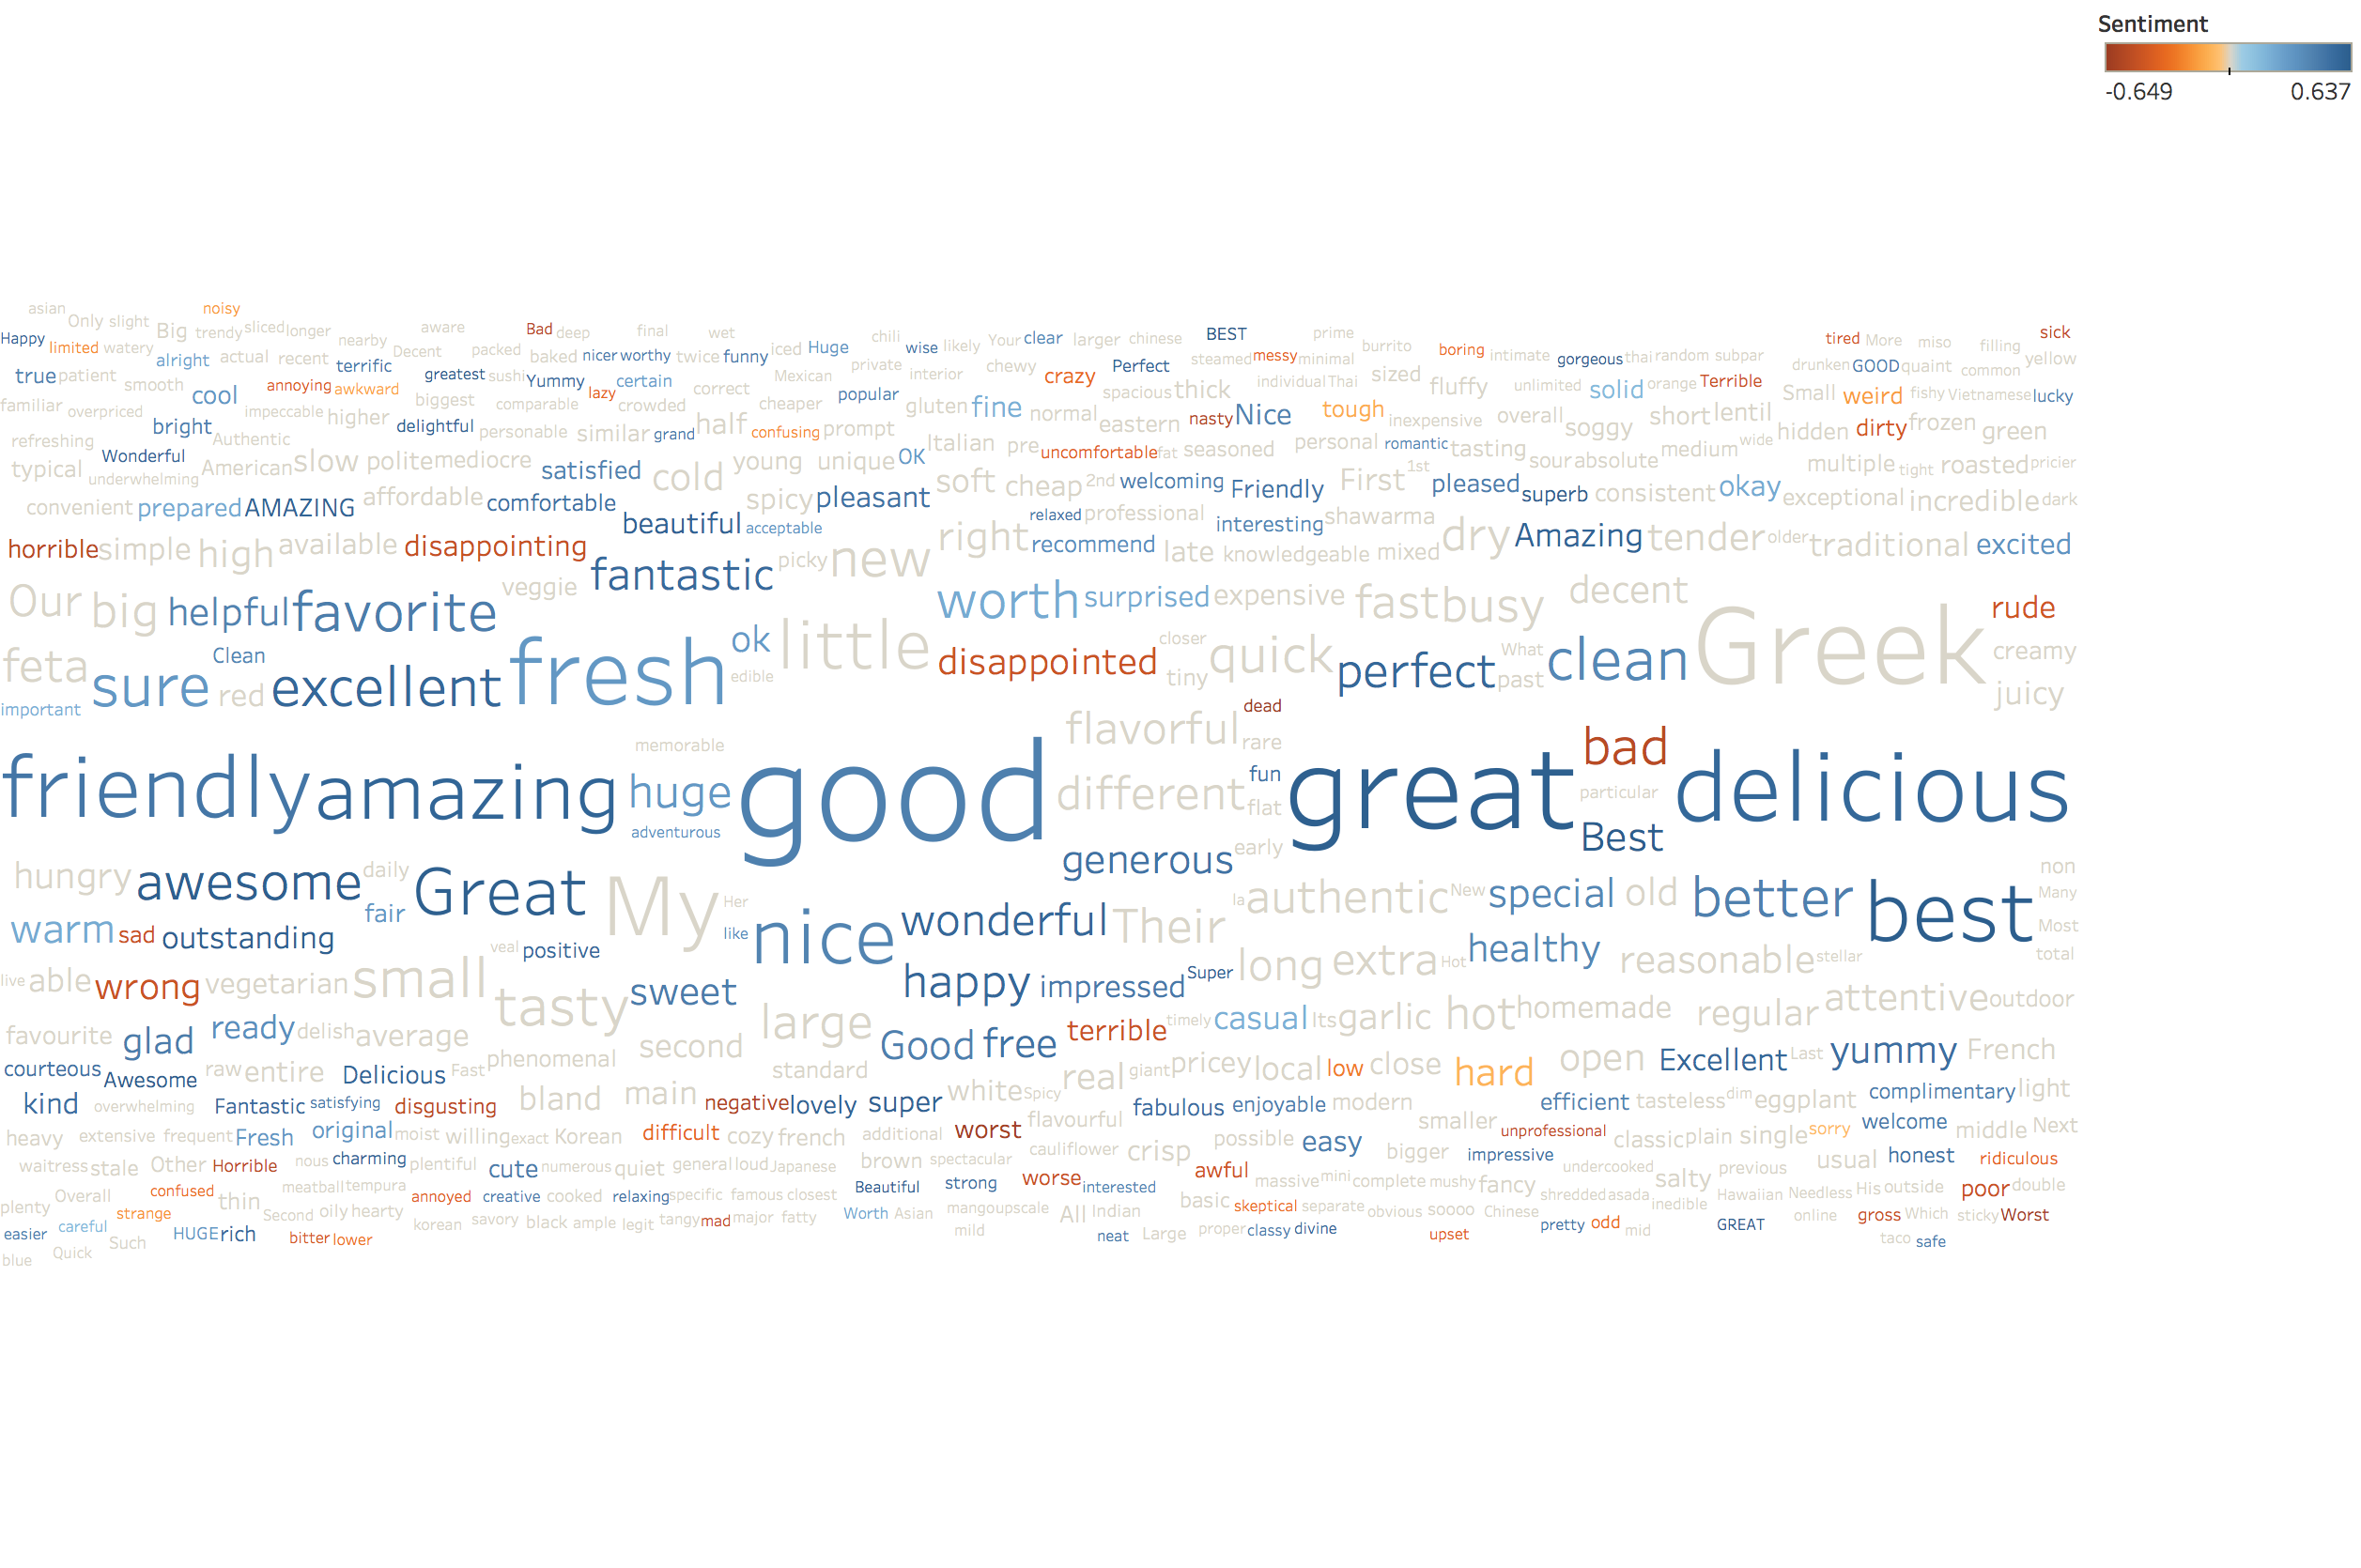 Sentiment
-0.649 0.637
asian Only slight Big trendy sliced longer noisy nearby aware Bad deep final wet chili Your clear larger chinese BEST prime burrito tired More miso filling sick
Happy limited watery alright actual recent terrific Decent packed baked nicer worthy twice funny iced Huge private wise likely chewy Perfect steamed messy minimal boring intimate gorgeous thai random subpar drunken GOOD quaint common yellow
true patient smooth cool annoying awkward greatest sushi Yummy lazy certain correct Mexican popular interior crazy spacious thick individual Thai sized fluffy unlimited solid orange Terrible Small weird fishy Vietnamese lucky
familiar overpriced bright impeccable higher biggest delightful comparable crowded half cheaper gluten fine normal eastern nasty Nice tough inexpensive overall soggy short lentil hidden dirty frozen green
refreshing Authentic personable similar grand confusing prompt Italian pre uncomfortable fat seasoned personal romantic tasting sour absolute medium wide
typical Wonderful underwhelming American slow polite mediocre satisfied cold young unique OK soft cheap 2nd welcoming Friendly First 1st pleased superb consistent okay multiple tight roasted pricier
convenient prepared AMAZING affordable comfortable beautiful acceptable spicy pleasant relaxed professional interesting shawarma exceptional incredible dark
horrible simple high available disappointing fantastic picky new right recommend late knowledgeable mixed dry Amazing tender older traditional excited
Our big helpful favorite veggie ok little worth surprised expensive fast busy decent Greek rude
feta sure Clean red excellent fresh edible disappointed closer tiny quick perfect What past clean creamy juicy
important memorable flavorful dead rare bad
friendly amazing huge adventurous good different fun flat great particular Best delicious
hungry awesome daily Great My Her generous early la authentic New special old better best non Many
warm sad outstanding fair veal positive like nice wonderful Their long extra Hot healthy reasonable stellar Most total
live able wrong vegetarian small tasty sweet happy impressed Super hot homemade regular attentive outdoor
favourite glad ready delish average phenomenal second large Good free terrible timely casual Its garlic open Excellent Last yummy French
courteous Awesome raw entire Delicious Fast standard real giant pricey local low close hard
kind overwhelming Fantastic satisfying disgusting bland main negative lovely super white Spicy flavourful fabulous enjoyable modern smaller efficient tasteless dim eggplant complimentary light
heavy extensive frequent Fresh original moist willing exact Korean difficult cozy french additional worst cauliflower crisp possible easy bigger unprofessional classic plain single sorry welcome middle Next
waitress stale Other Horrible nous charming plentiful cute numerous quiet general loud Japanese brown spectacular awful impressive undercooked previous usual honest ridiculous
plenty Overall confused thin meatball tempura annoyed creative cooked relaxing specific famous closest Beautiful strong worse interested basic massive mini complete mushy fancy shredded asada salty Hawaiian Needless His outside poor double
easier careful strange HUGE rich Second oily hearty korean savory black ample legit tangy mad major fatty Worth Asian mangoupscale mild All Indian skeptical separate obvious soooo Chinese inedible online gross Which sticky Worst
blue Quick Such bitter lower neat Large proper classy divine upset pretty odd mid GREAT taco safe